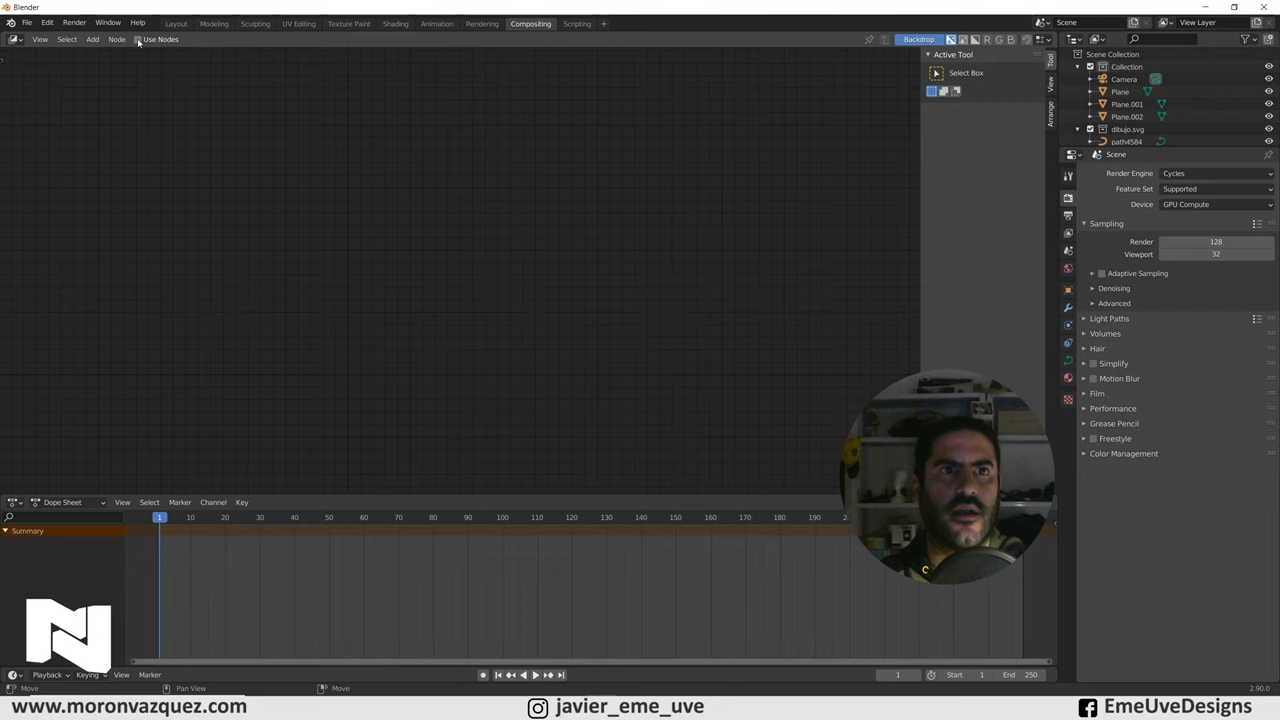 Blender
File Edit Render Window Help Layout Modeling Sculpting UV Editing Texture Paint Shading Animation Rendering Compositing Scripting + Scene View Layer
View Select Add Node Use Nodes Backdrop R G B
Active Tool
Select Box
Tool
View
Arrange
Scene Collection
Collection
Camera
Plane
Plane.001
Plane.002
dibujo.svg
path4584
Scene
Render Engine Cycles
Feature Set Supported
Device GPU Compute
Sampling
Render 128
Viewport 32
Adaptive Sampling
Denoising
Advanced
Light Paths
Volumes
Hair
Simplify
Motion Blur
Film
Performance
Grease Pencil
Freestyle
Color Management
Dope Sheet View Select Marker Channel Key
1 10 20 30 40 50 60 70 80 90 100 110 120 130 140 150 160 170 180 190
Summary
N
Playback Keying View Marker 1 Start 1 End 250
Move Pan View Move 2.90.0
www.moronvazquez.com javier_eme_uve EmeUveDesigns